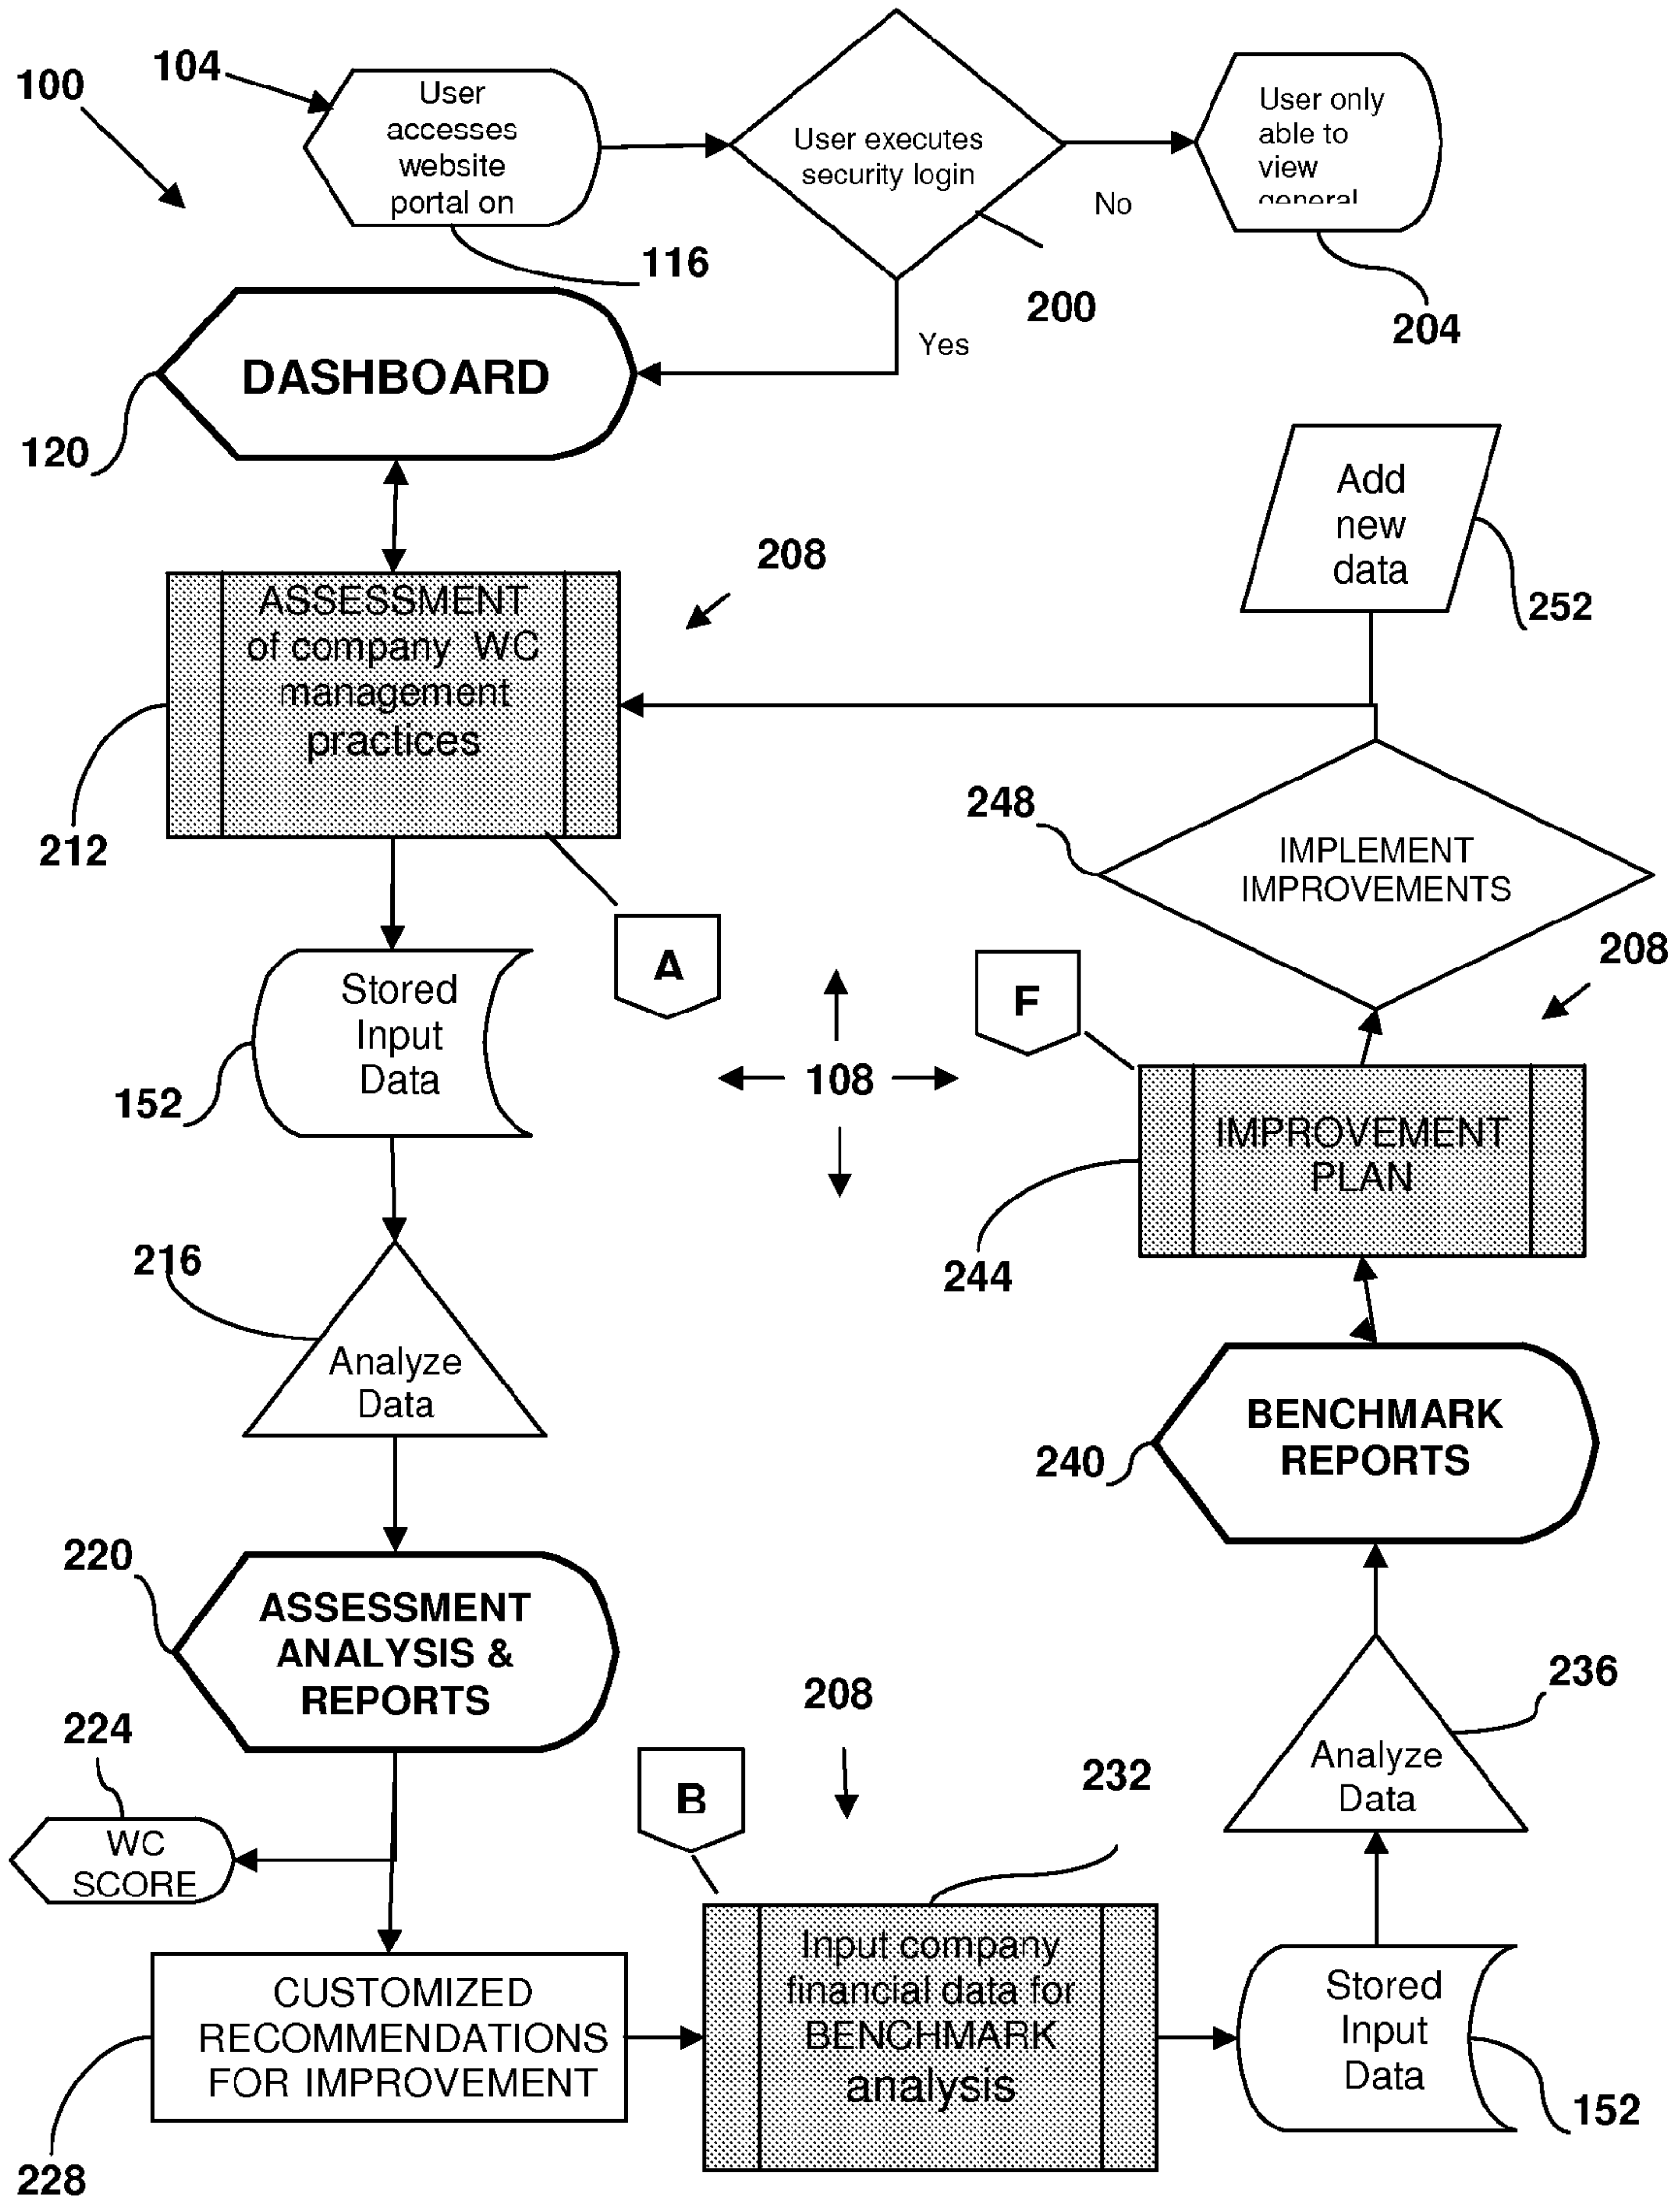 100
104
User
accesses
website
portal on
116
User executes
security login
200
No
Yes
User only
able to
view
general
204
DASHBOARD
120
208
ASSESSMENT
of company WC
management
practices
212
A
Add
new
data
252
248
IMPLEMENT
IMPROVEMENTS
208
Stored
Input
Data
152
108
F
IMPROVEMENT
PLAN
244
216
Analyze
Data
BENCHMARK
REPORTS
240
220
ASSESSMENT
ANALYSIS &
REPORTS
224
WC
SCORE
208
B
232
236
Analyze
Data
CUSTOMIZED
RECOMMENDATIONS
FOR IMPROVEMENT
228
Input company
financial data for
BENCHMARK
analysis
Stored
Input
Data
152